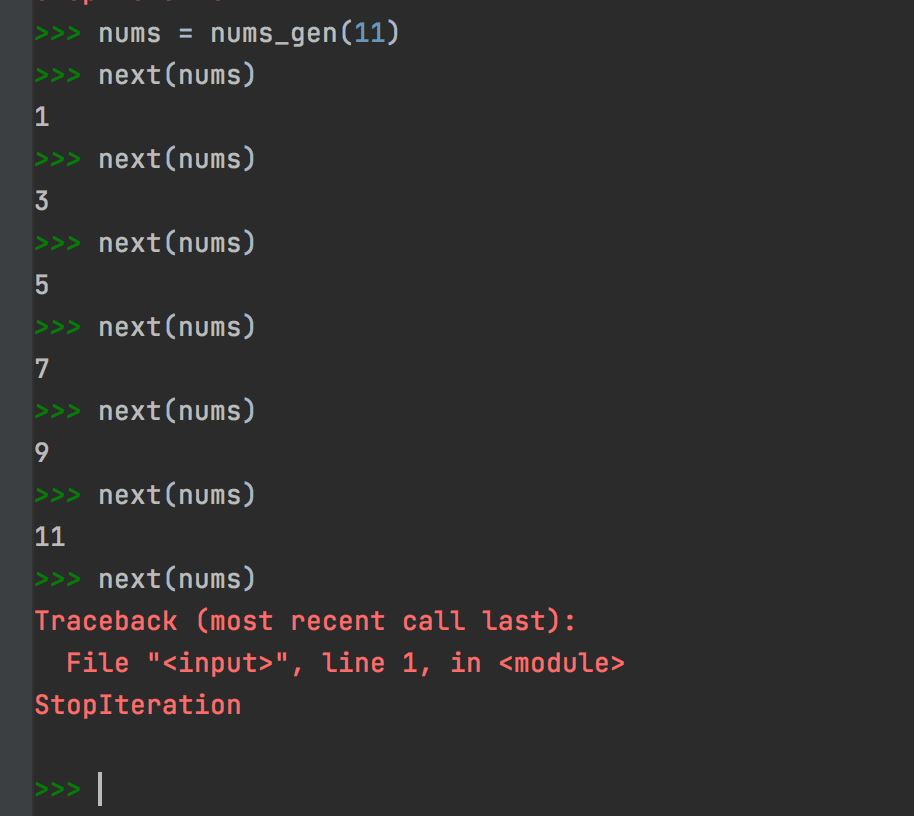 >>> nums = nums_gen(11)
>>> next(nums)
1
>>> next(nums)
3
>>> next(nums)
5
>>> next(nums)
7
>>> next(nums)
9
>>> next(nums)
11
>>> next(nums)
Traceback (most recent call last):
  File "<input>", line 1, in <module>
StopIteration
>>>